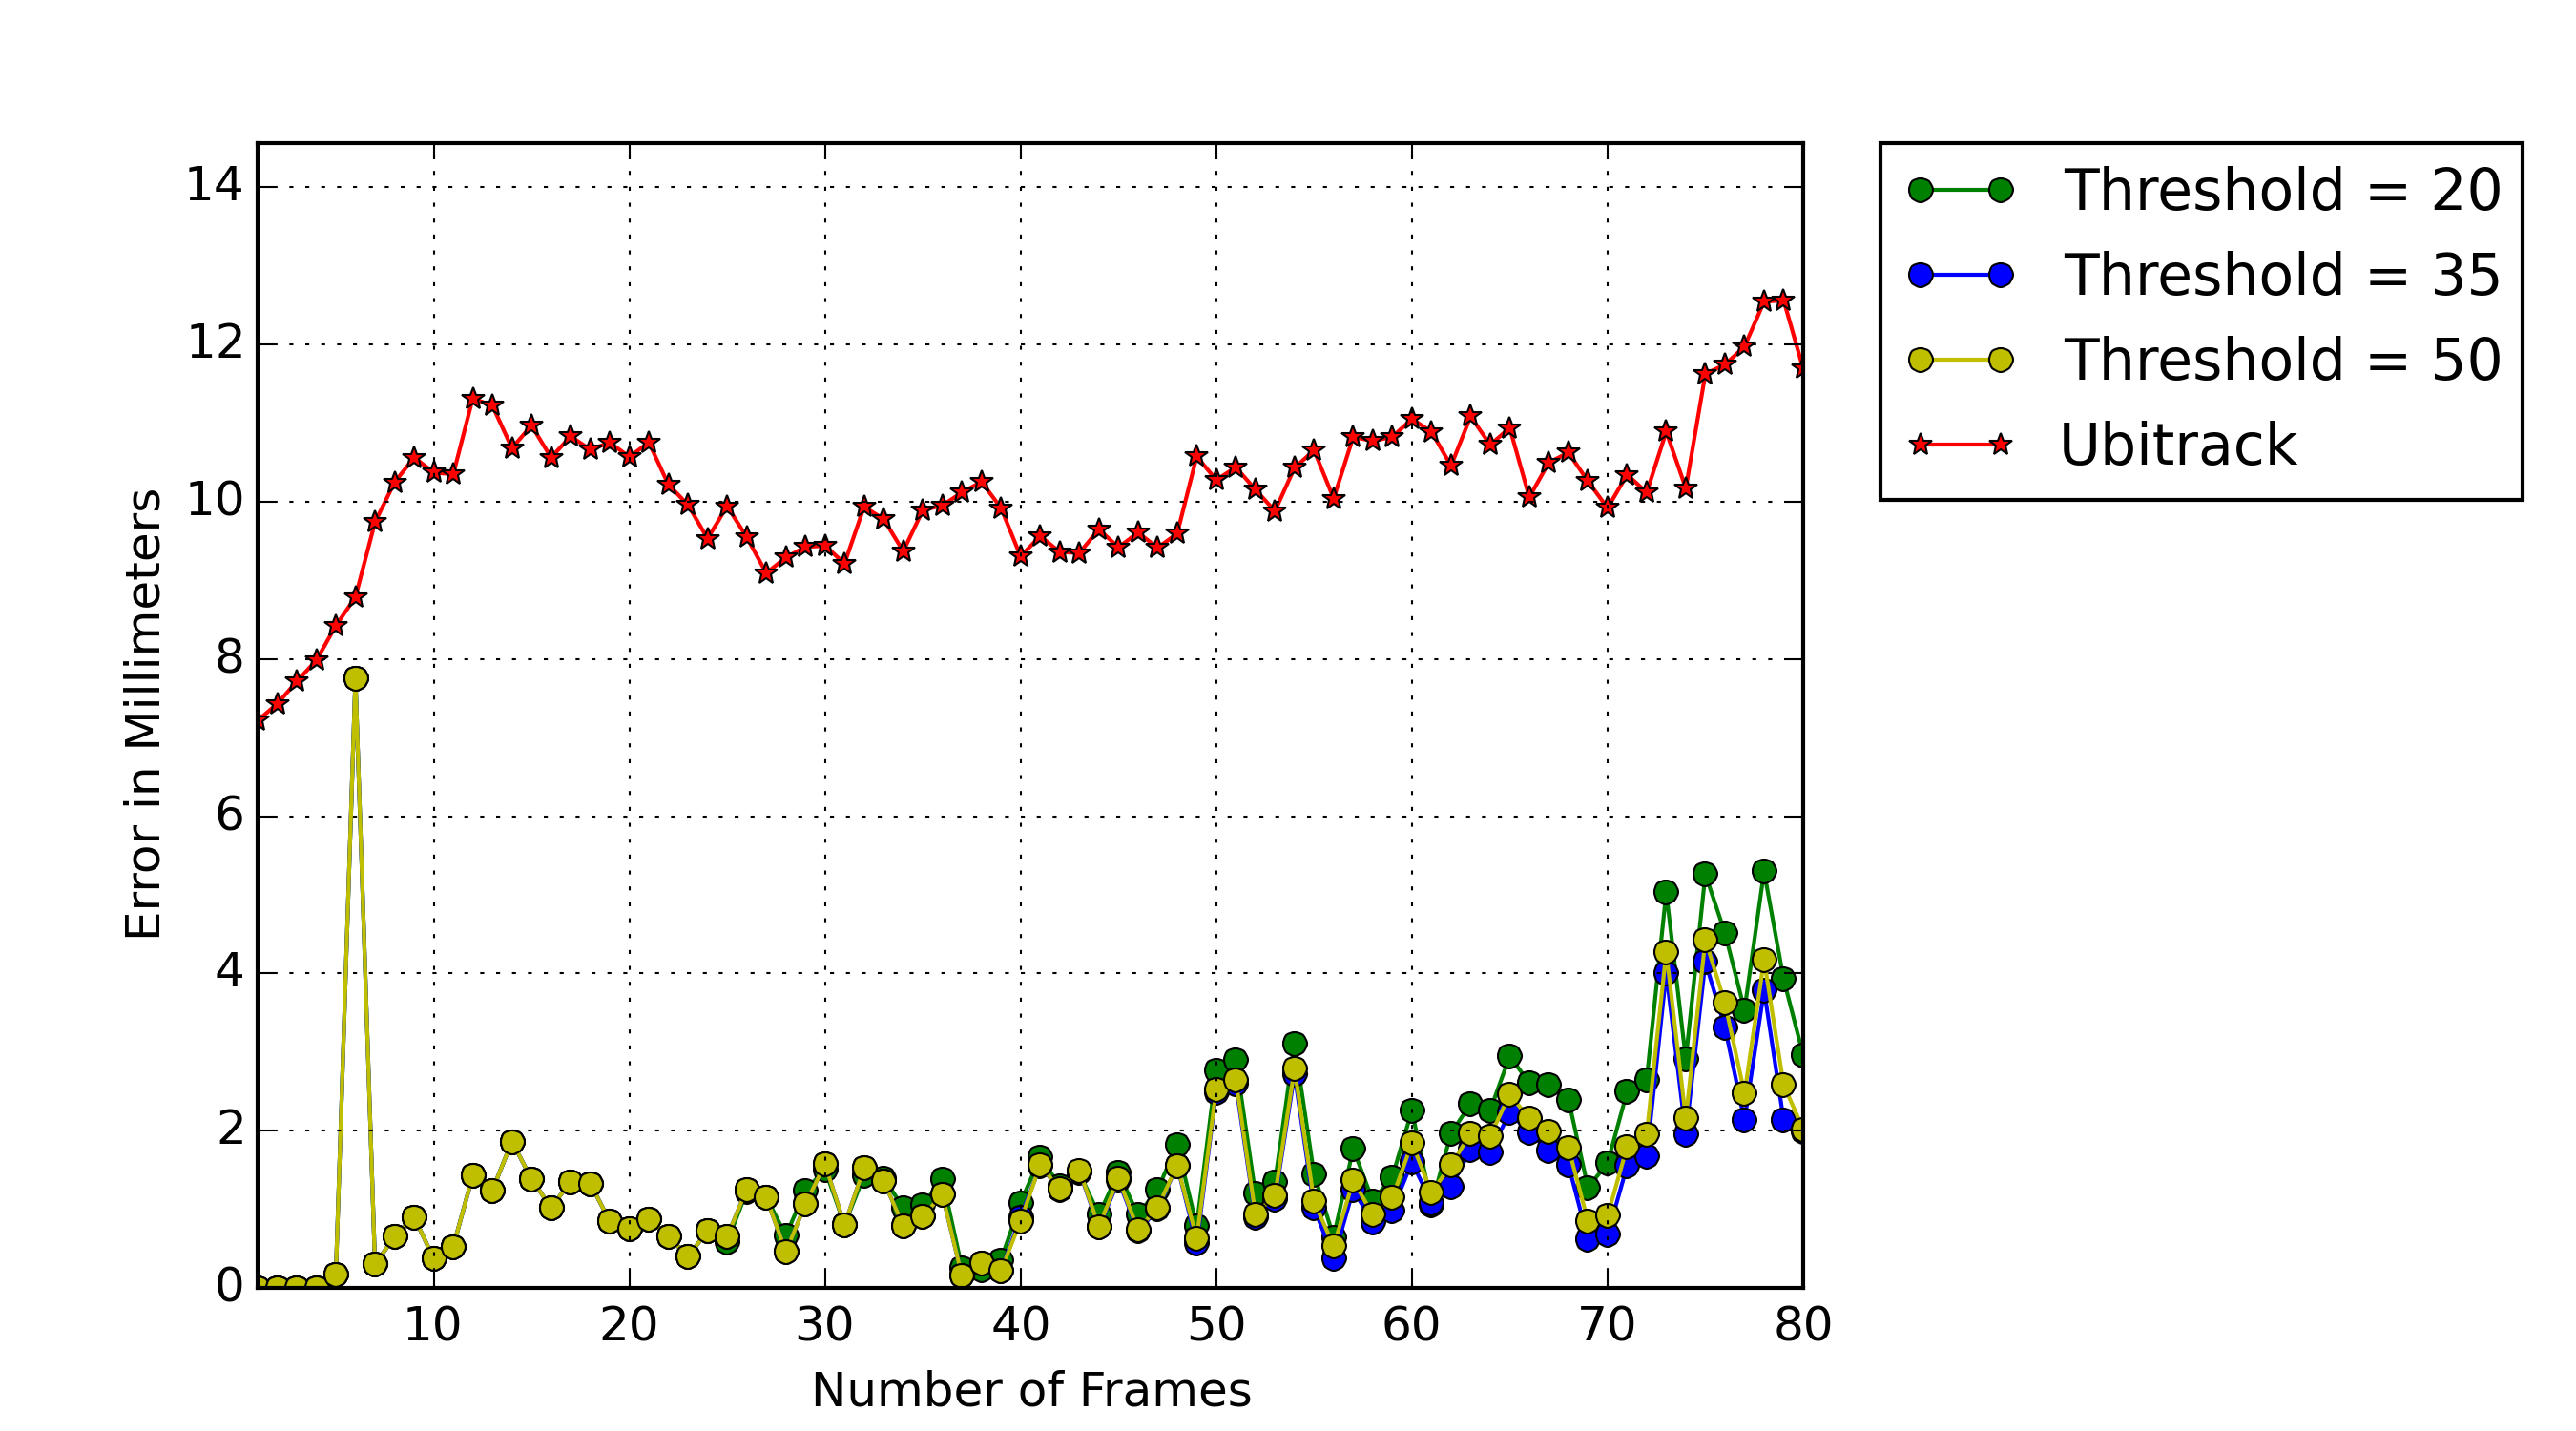 14
12
10
8
6
4
2
0
10 20 30 40 50 60 70 80
Number of Frames
Error in Millimeters
Threshold = 20
Threshold = 35
Threshold = 50
Ubitrack